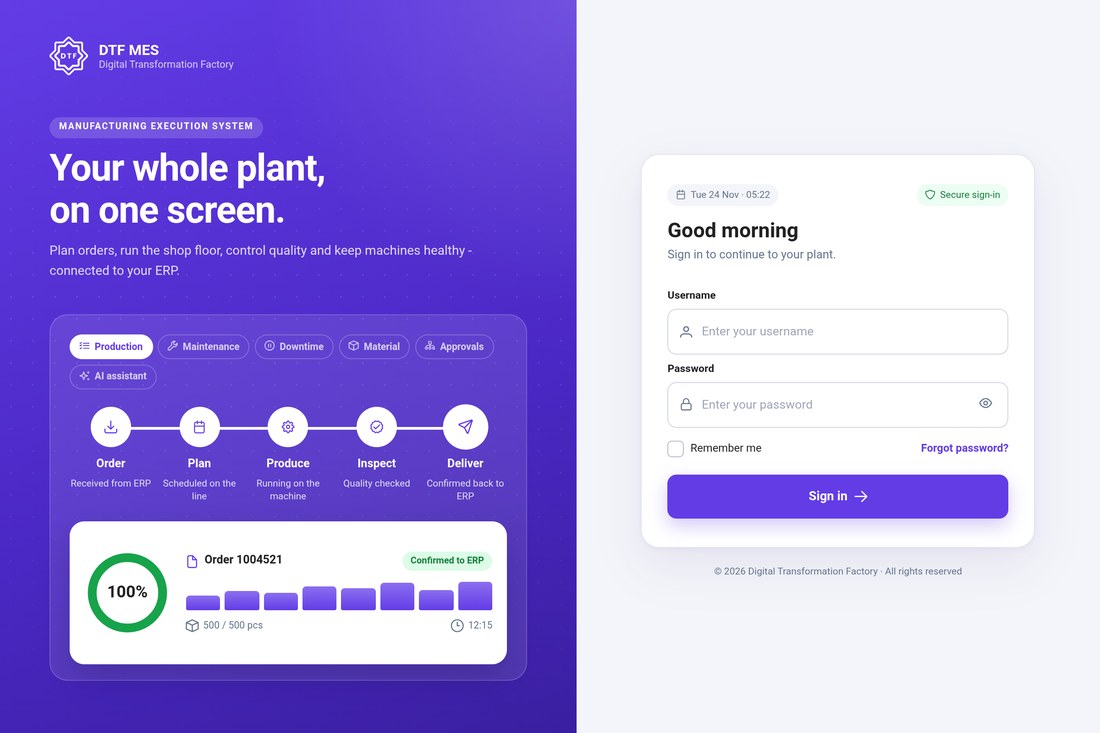 DTF
DTF MES
Digital Transformation Factory
MANUFACTURING EXECUTION SYSTEM
Your whole plant,
on one screen.
Plan orders, run the shop floor, control quality and keep machines healthy -
connected to your ERP.
Production
Maintenance
Downtime
Material
Approvals
AI assistant
Order
Plan
Produce
Inspect
Deliver
Received from ERP
Scheduled on the
line
Running on the
machine
Quality checked
Confirmed back to
ERP
100%
Order 1004521
Confirmed to ERP
500 / 500 pcs
12:15
Tue 24 Nov · 05:22
Secure sign-in
Good morning
Sign in to continue to your plant.
Username
Enter your username
Password
Enter your password
Remember me
Forgot password?
Sign in
© 2026 Digital Transformation Factory · All rights reserved